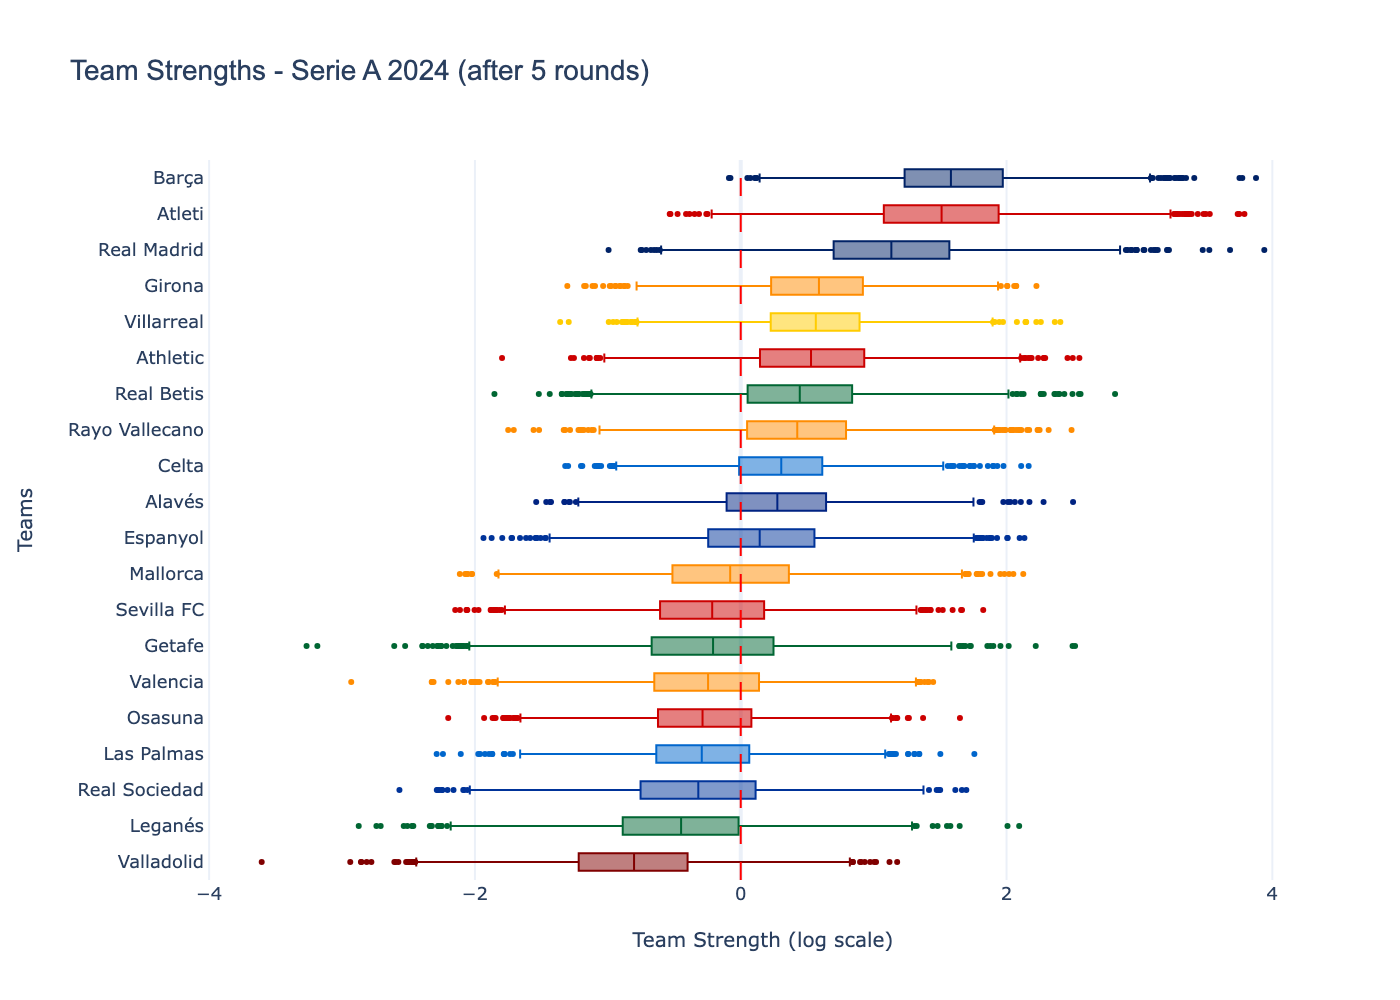 Team Strengths - Serie A 2024 (after 5 rounds)
Barça
Atleti
Real Madrid
Girona
Villarreal
Athletic
Real Betis
Rayo Vallecano
Celta
Alavés
Espanyol
Mallorca
Sevilla FC
Getafe
Valencia
Osasuna
Las Palmas
Real Sociedad
Leganés
Valladolid
Teams
−4 −2 0 2 4
Team Strength (log scale)